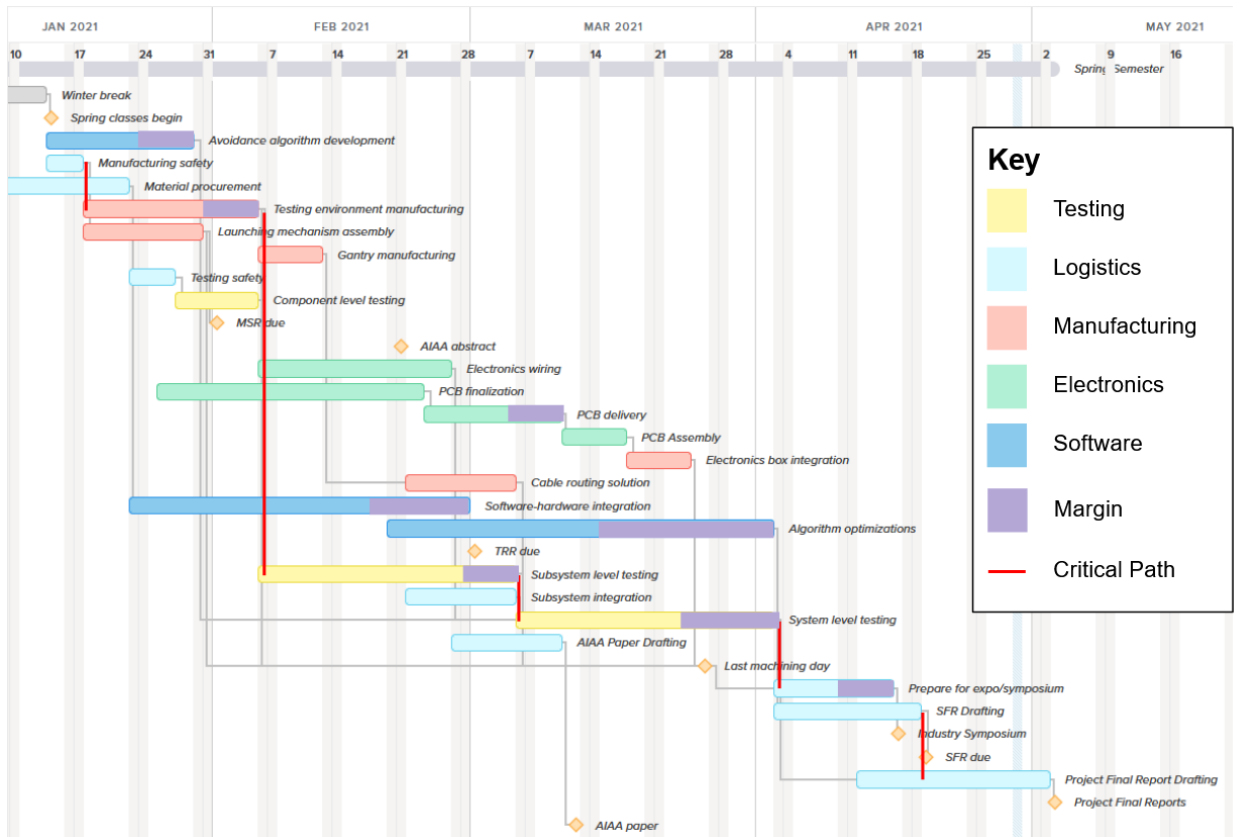 JAN 2021 FEB 2021 MAR 2021 APR 2021 MAY 2021
10 17 24 31 7 14 21 28 7 14 21 28 4 11 18 25 2 9 16
Spring Semester
Winter break
Spring classes begin
Avoidance algorithm development
Manufacturing safety
Material procurement
Testing environment manufacturing
Launching mechanism assembly
Gantry manufacturing
Testing safety
Component level testing
MSR due
AIAA abstract
Electronics wiring
PCB finalization
PCB delivery
PCB Assembly
Electronics box integration
Cable routing solution
Software-hardware integration
Algorithm optimizations
TRR due
Subsystem level testing
Subsystem integration
System level testing
AIAA Paper Drafting
Last machining day
Prepare for expo/symposium
SFR Drafting
Industry Symposium
SFR due
Project Final Report Drafting
Project Final Reports
AIAA paper
Key
Testing
Logistics
Manufacturing
Electronics
Software
Margin
Critical Path